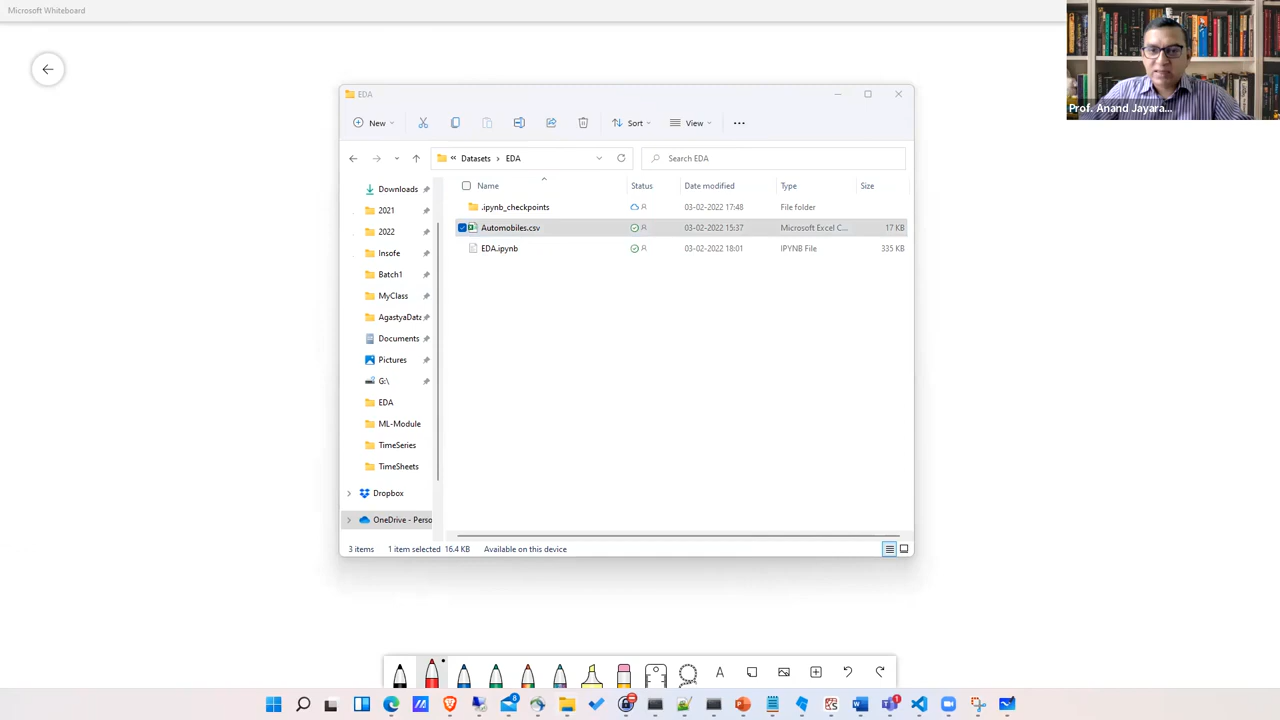 Microsoft Whiteboard
Prof. Anand Jayara...
EDA
New
Sort
View
Datasets > EDA
Search EDA
Name Status Date modified Type Size
.ipynb_checkpoints 03-02-2022 17:48 File folder
Automobiles.csv 03-02-2022 15:37 Microsoft Excel C... 17 KB
EDA.ipynb 03-02-2022 18:01 IPYNB File 335 KB
Downloads
2021
2022
Insofe
Batch1
MyClass
AgastyaData
Documents
Pictures
G:\
EDA
ML-Module
TimeSeries
TimeSheets
Dropbox
OneDrive - Perso
3 items 1 item selected 16.4 KB Available on this device
A
8
1